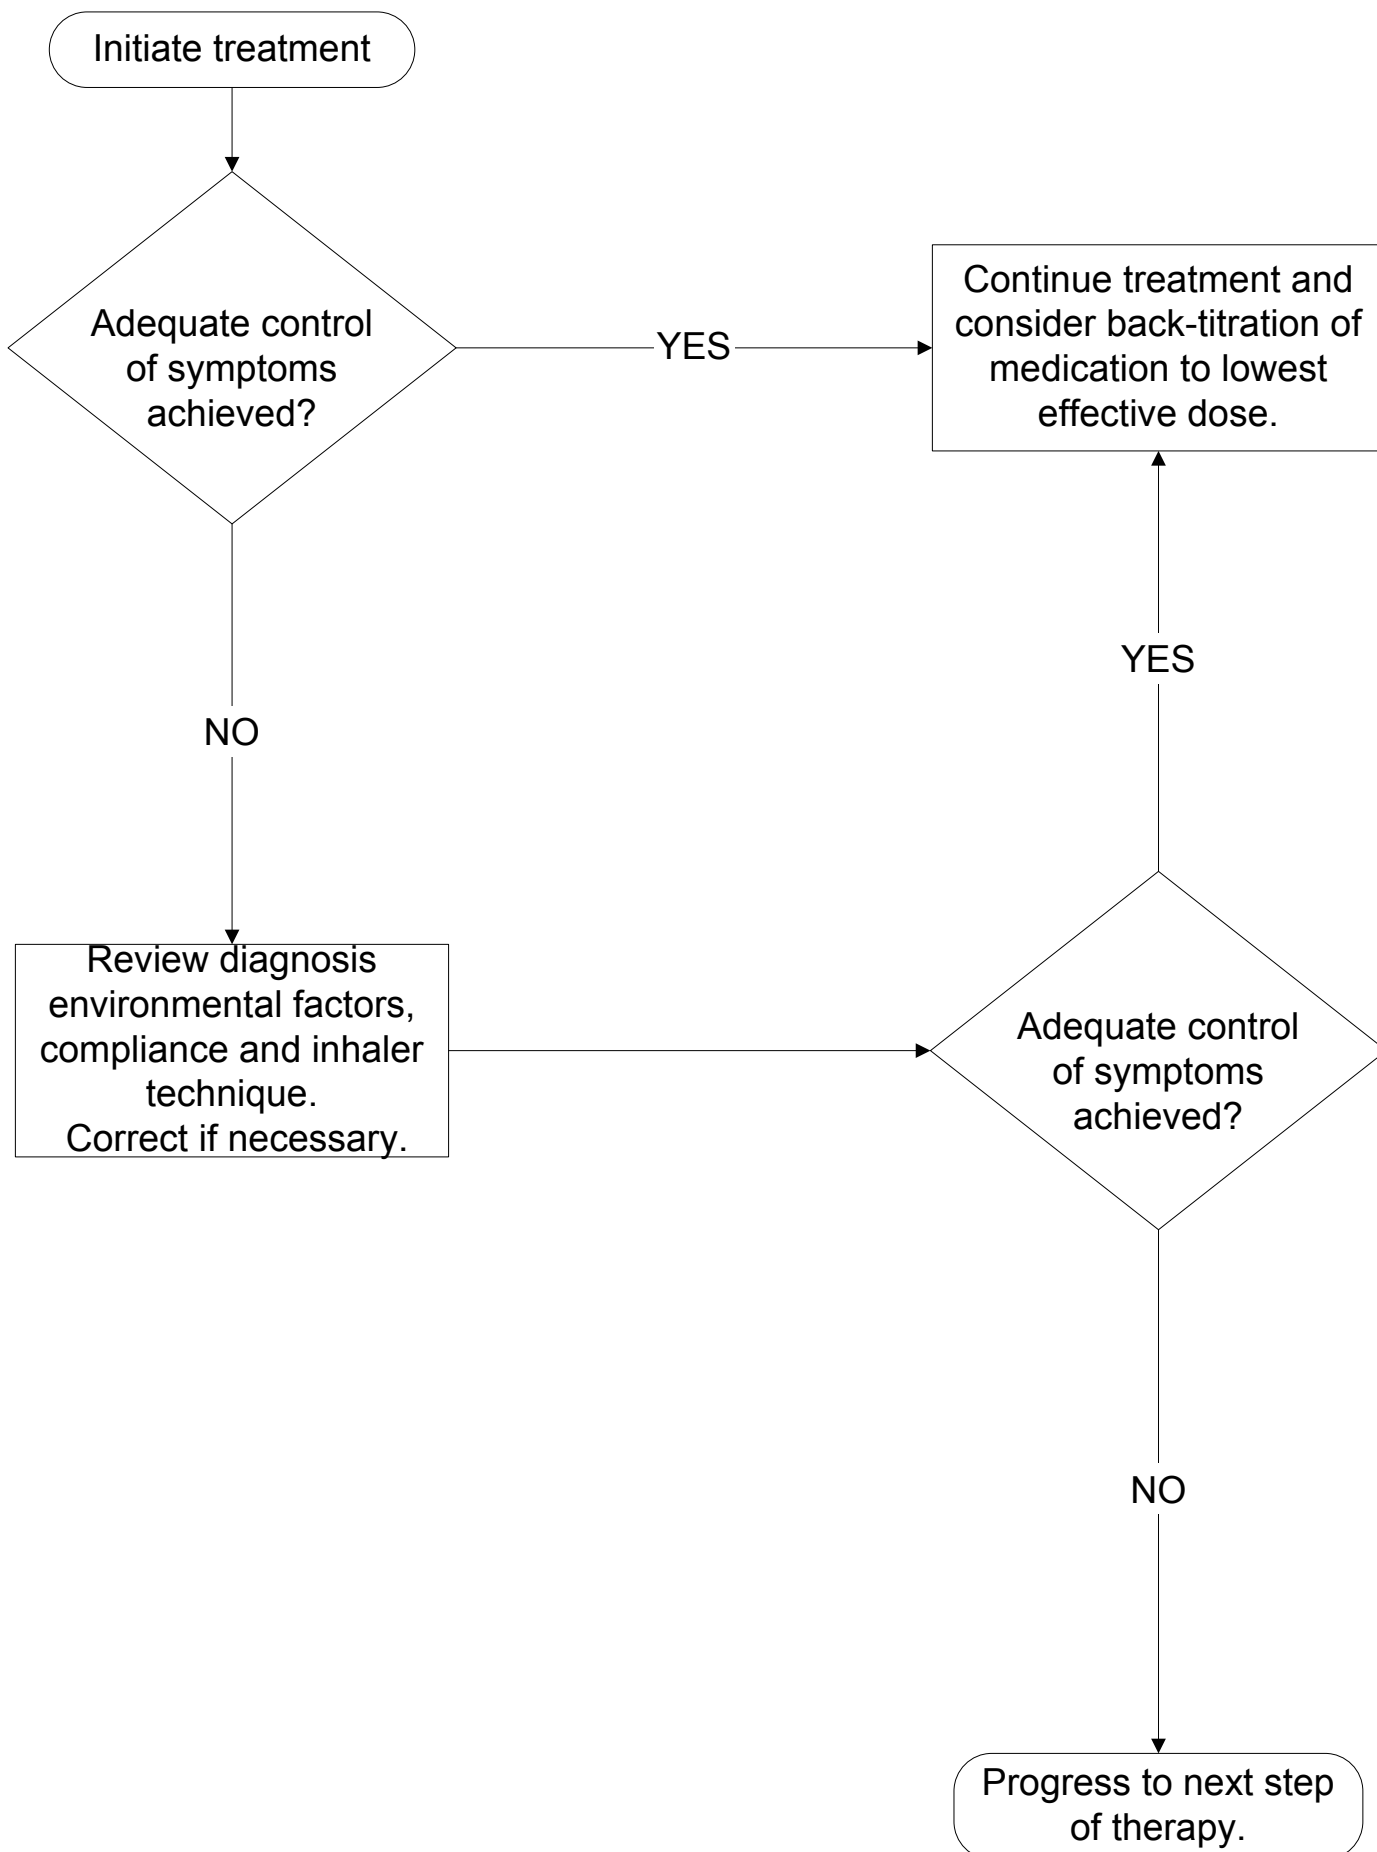 Initiate treatment
Adequate control
of symptoms
achieved?
YES
Continue treatment and
consider back-titration of
medication to lowest
effective dose.
NO
YES
Review diagnosis
environmental factors,
compliance and inhaler
technique.
Correct if necessary.
Adequate control
of symptoms
achieved?
NO
Progress to next step
of therapy.